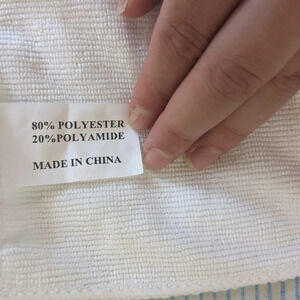 80% POLYESTER
20%POLYAMIDE
MADE IN CHINA